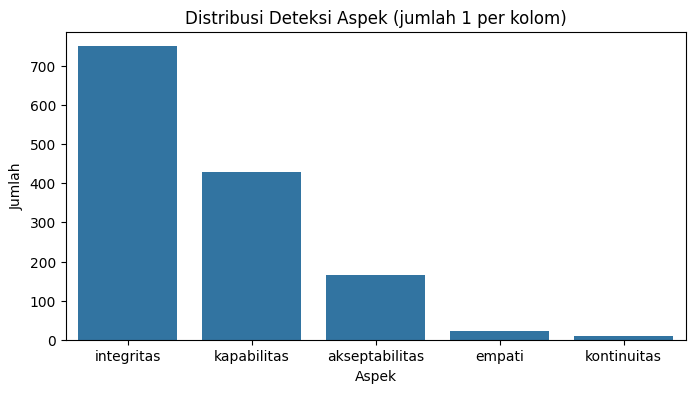 Distribusi Deteksi Aspek (jumlah 1 per kolom)
Jumlah
700
600
500
400
300
200
100
0
integritas kapabilitas akseptabilitas empati kontinuitas
Aspek